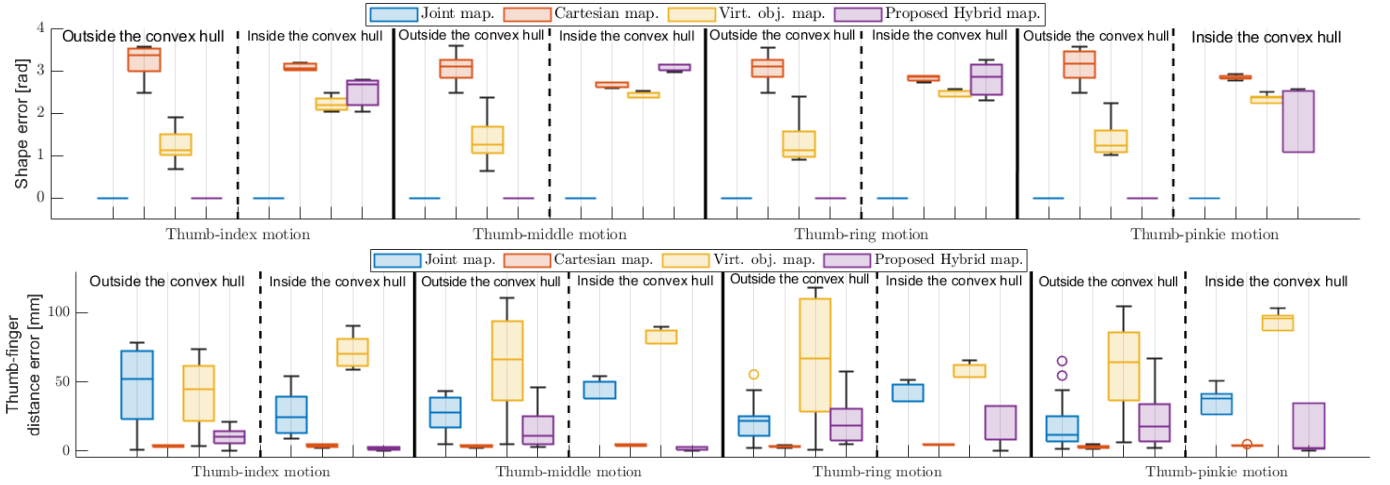 Joint map. Cartesian map. Virt. obj. map. Proposed Hybrid map.
Outside the convex hull Inside the convex hull Outside the convex hull Inside the convex hull Outside the convex hull Inside the convex hull Outside the convex hull Inside the convex hull
Shape error [rad]
4
3
2
1
0
Thumb-index motion Thumb-middle motion Thumb-ring motion Thumb-pinkie motion
Joint map. Cartesian map. Virt. obj. map. Proposed Hybrid map.
Outside the convex hull Inside the convex hull Outside the convex hull Inside the convex hull Outside the convex hull Inside the convex hull Outside the convex hull Inside the convex hull
Thumb-finger
distance error [mm]
100
50
0
Thumb-index motion Thumb-middle motion Thumb-ring motion Thumb-pinkie motion